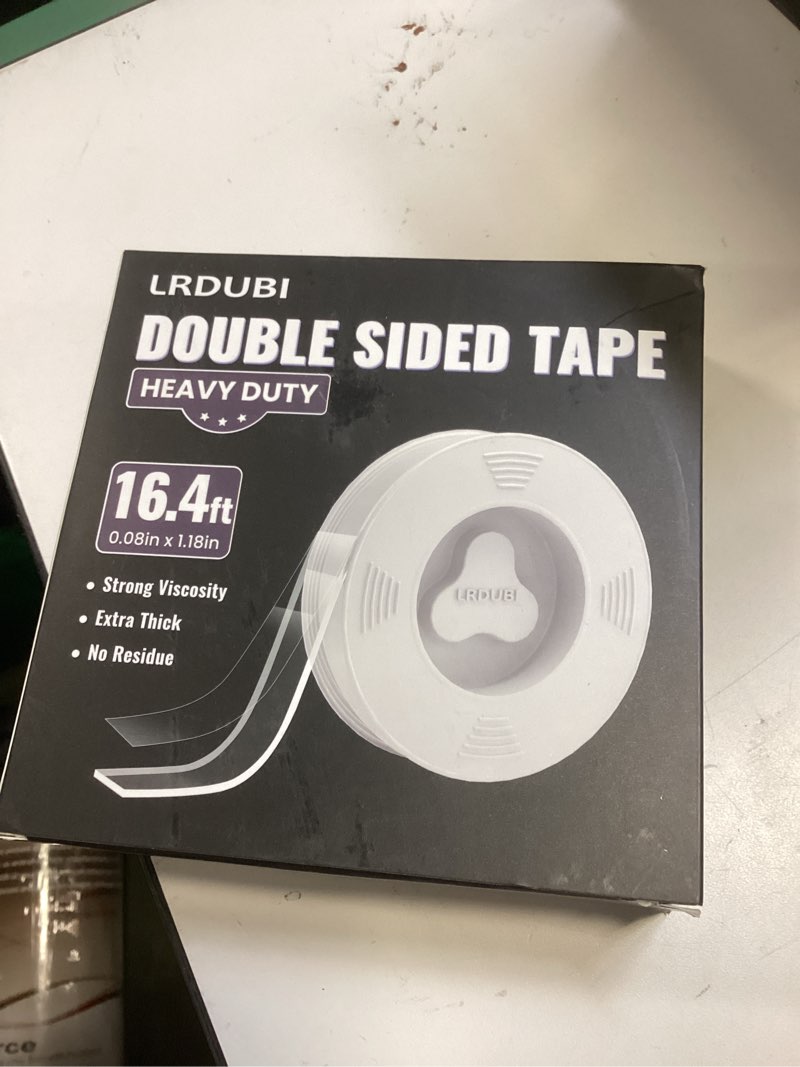 LRDUBI
DOUBLE SIDED TAPE
HEAVY DUTY
16.4ft
0.08in x 1.18in
• Strong Viscosity
• Extra Thick
• No Residue
LRDUBI